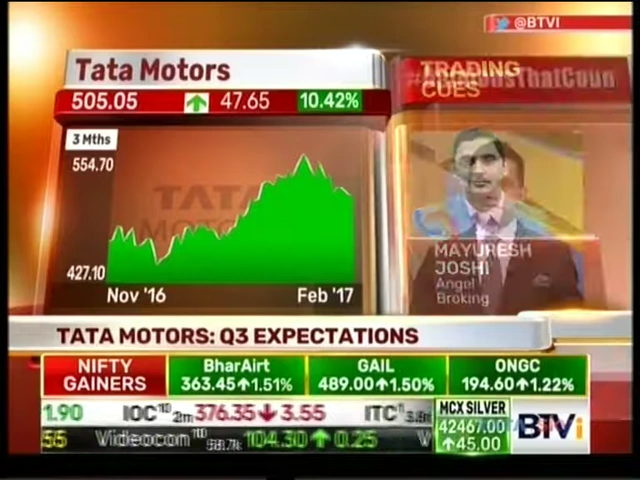 @BTVI
Tata Motors
505.05 47.65 10.42%
TRADING
CUES
3 Mths
554.70
TATA
427.10
Nov '16 Feb '17
MAYURESH
JOSHI
Angel
Broking
TATA MOTORS: Q3 EXPECTATIONS
NIFTY
GAINERS
BharAirt
363.45↑1.51%
GAIL
489.00↑1.50%
ONGC
194.60↑1.22%
1.90 IOC 2m 376.35↓3.55 ITC
55 Videocon 104.30↑0.25 V
MCX SILVER
42467.00
↑45.00
BTVi